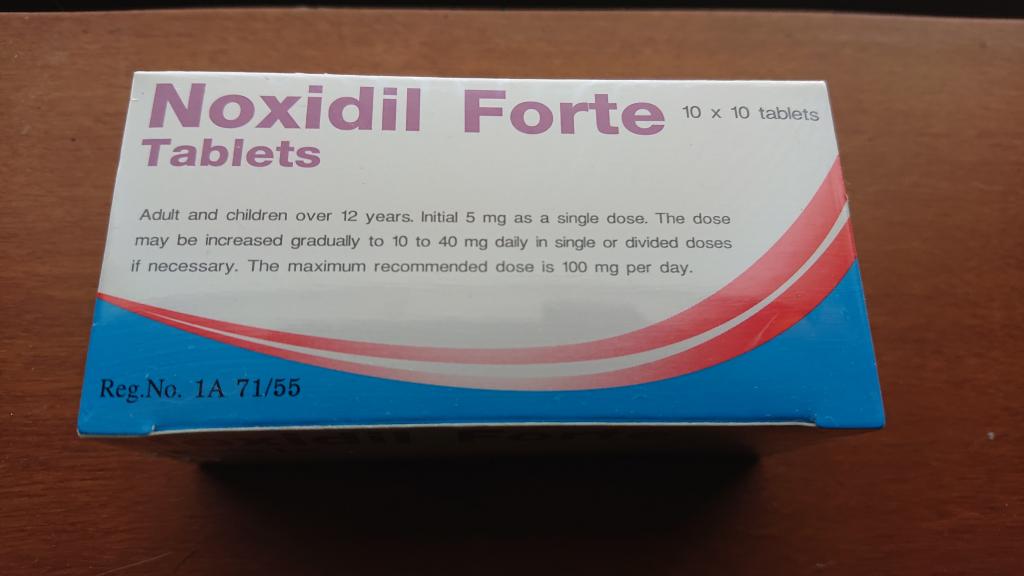 Noxidil Forte 10 x 10 tablets
Tablets
Adult and children over 12 years. Initial 5 mg as a single dose. The dose
may be increased gradually to 10 to 40 mg daily in single or divided doses
if necessary. The maximum recommended dose is 100 mg per day.
Reg.No. 1A 71/55
Noxidil Forte